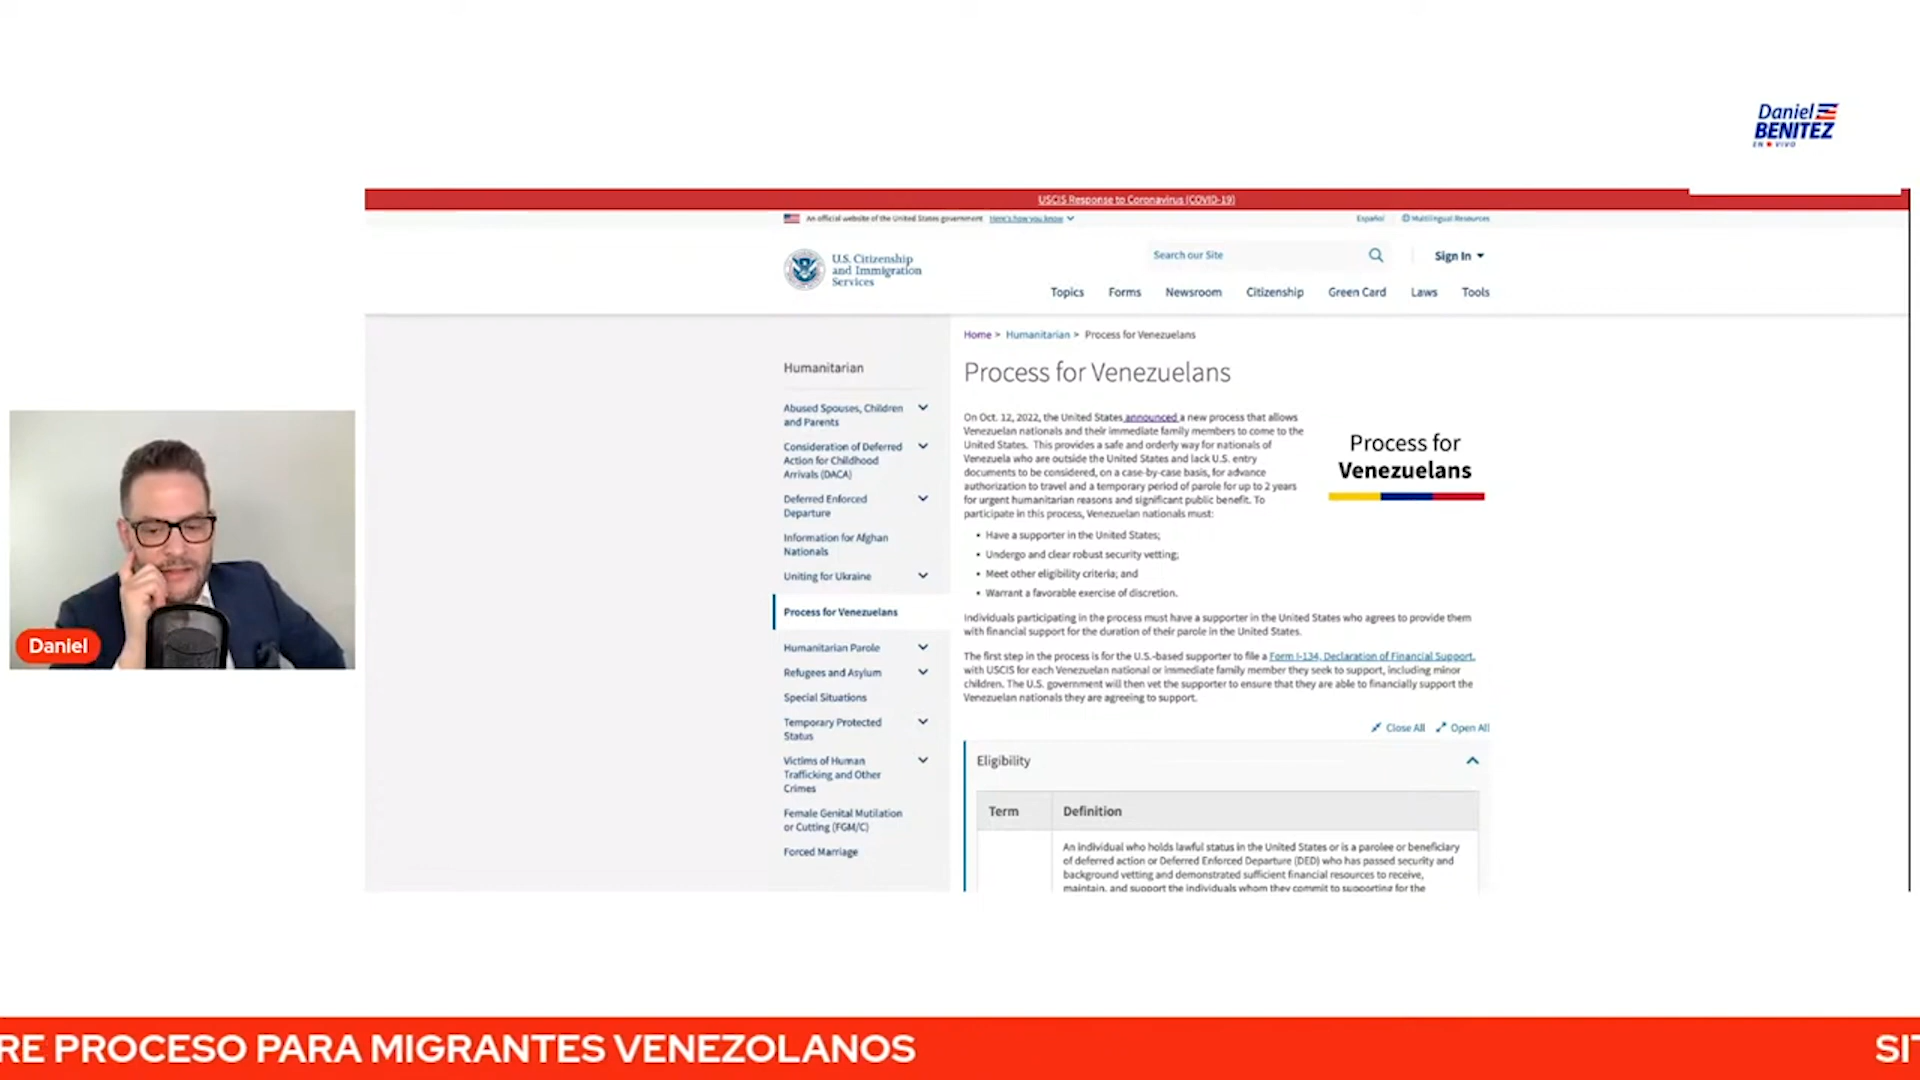 Daniel
BENITEZ
EN VIVO
USCIS Response to Coronavirus (COVID-19)
An official website of the United States government Here's how you know
Español
Multilingual Resources
U.S. Citizenship
and Immigration
Services
Search our Site
Sign In
Topics
Forms
Newsroom
Citizenship
Green Card
Laws
Tools
Humanitarian
Abused Spouses, Children
and Parents
Consideration of Deferred
Action for Childhood
Arrivals (DACA)
Deferred Enforced
Departure
Information for Afghan
Nationals
Uniting for Ukraine
Process for Venezuelans
Humanitarian Parole
Refugees and Asylum
Special Situations
Temporary Protected
Status
Victims of Human
Trafficking and Other
Crimes
Female Genital Mutilation
or Cutting (FGM/C)
Forced Marriage
Home > Humanitarian > Process for Venezuelans
Process for Venezuelans
On Oct. 12, 2022, the United States announced a new process that allows
Venezuelan nationals and their immediate family members to come to the
United States. This provides a safe and orderly way for nationals of
Venezuela who are outside the United States and lack U.S. entry
documents to be considered, on a case-by-case basis, for advance
authorization to travel and a temporary period of parole for up to 2 years
for urgent humanitarian reasons and significant public benefit. To
participate in this process, Venezuelan nationals must:
• Have a supporter in the United States;
• Undergo and clear robust security vetting;
• Meet other eligibility criteria; and
• Warrant a favorable exercise of discretion.
Process for
Venezuelans
Individuals participating in the process must have a supporter in the United States who agrees to provide them
with financial support for the duration of their parole in the United States.
The first step in the process is for the U.S.-based supporter to file a Form I-134, Declaration of Financial Support,
with USCIS for each Venezuelan national or immediate family member they seek to support, including minor
children. The U.S. government will then vet the supporter to ensure that they are able to financially support the
Venezuelan nationals they are agreeing to support.
Close All
Open All
Eligibility
Term
Definition
An individual who holds lawful status in the United States or is a parolee or beneficiary
of deferred action or Deferred Enforced Departure (DED) who has passed security and
background vetting and demonstrated sufficient financial resources to receive,
maintain, and support the individuals whom they commit to supporting for the
Daniel
RE PROCESO PARA MIGRANTES VENEZOLANOS
SIT